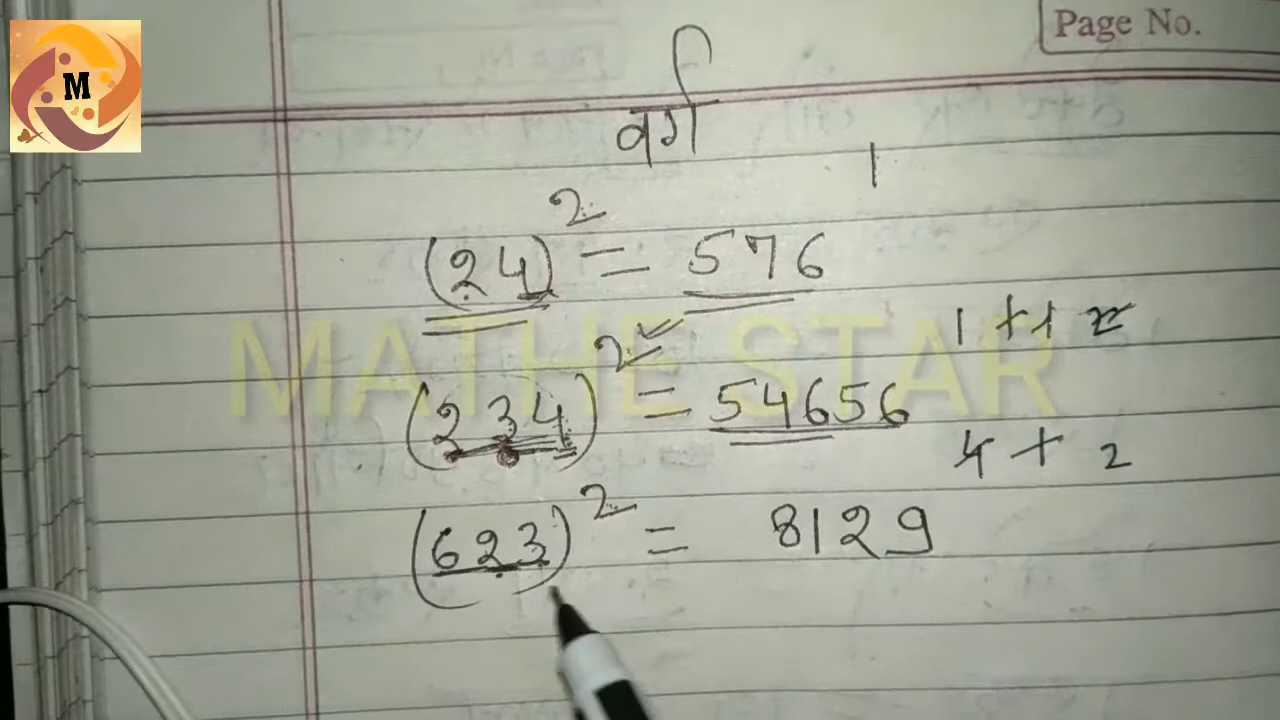 M
Page No.
वर्ग
1
(24)² = 576
1 + 1 2
(234)² = 54656
4 + 2
(623)² = 8129
MATHE STAR